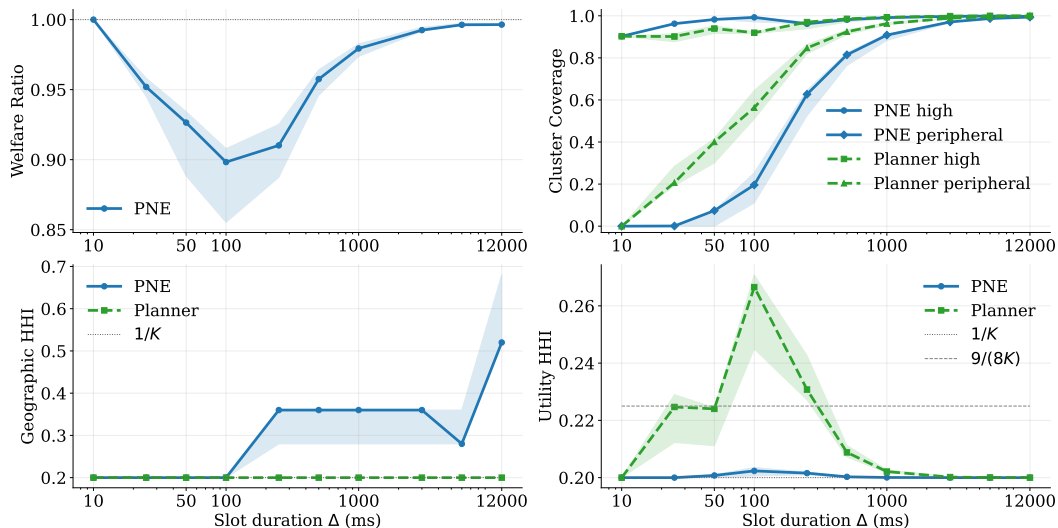 1.00
0.95
0.90
0.85
Welfare Ratio
PNE
10
50
100
1000
12000
1.0
0.8
0.6
0.4
0.2
0.0
Cluster Coverage
PNE high
PNE peripheral
Planner high
Planner peripheral
10
50
100
1000
12000
0.7
0.6
0.5
0.4
0.3
0.2
Geographic HHI
PNE
Planner
1/K
10
50
100
1000
12000
Slot duration Δ (ms)
0.26
0.24
0.22
0.20
Utility HHI
PNE
Planner
1/K
9/(8K)
10
50
100
1000
12000
Slot duration Δ (ms)